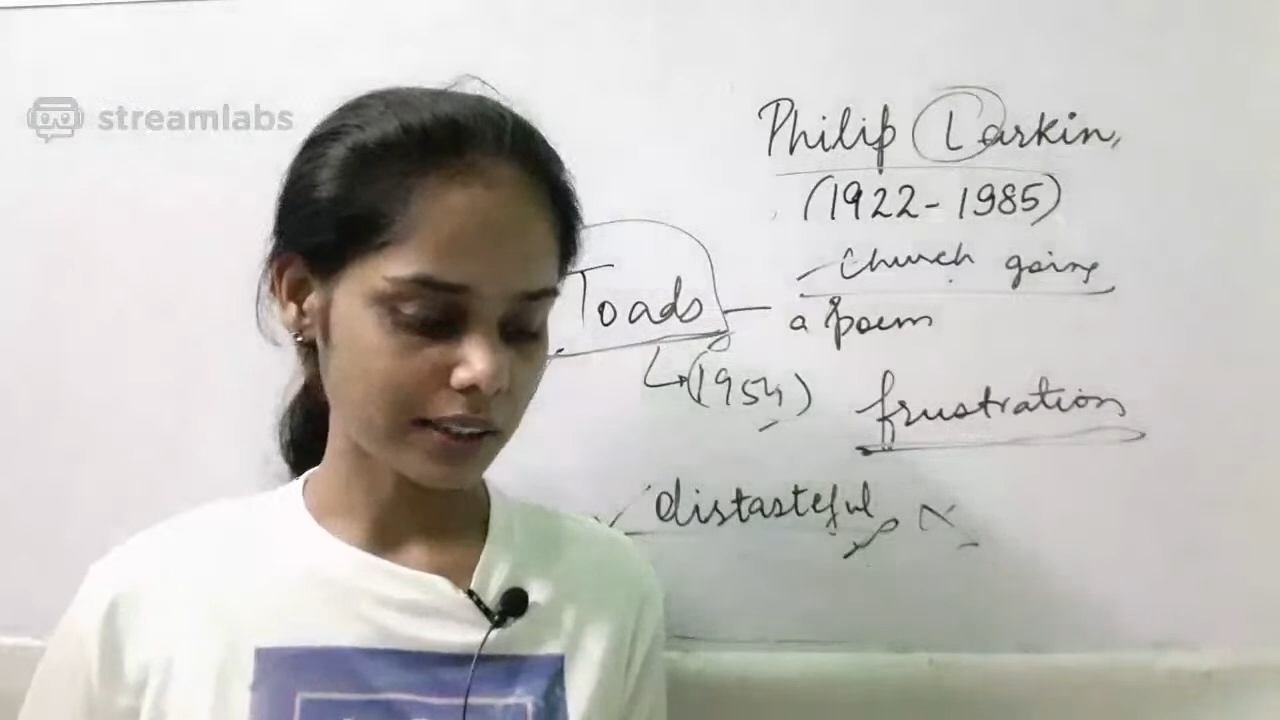 streamlabs
Philip Larkin,
(1922-1985)
Church going
Toads — a poem
(1954)
frustration
distasteful